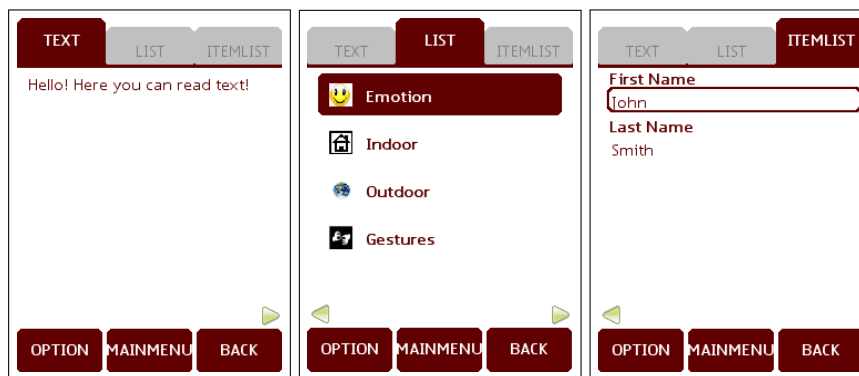 TEXT
LIST
ITEMLIST
Hello! Here you can read text!
OPTION
MAINMENU
BACK
TEXT
LIST
ITEMLIST
Emotion
Indoor
Outdoor
Gestures
OPTION
MAINMENU
BACK
TEXT
LIST
ITEMLIST
First Name
John
Last Name
Smith
OPTION
MAINMENU
BACK